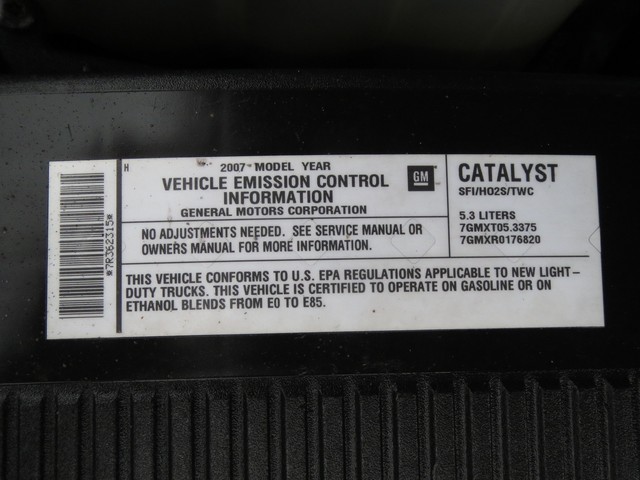 H
2007 MODEL YEAR
VEHICLE EMISSION CONTROL
INFORMATION
GENERAL MOTORS CORPORATION
GM
NO ADJUSTMENTS NEEDED. SEE SERVICE MANUAL OR
OWNERS MANUAL FOR MORE INFORMATION.
CATALYST
SFI/HO2S/TWC
5.3 LITERS
7GMXT05.3375
7GMXR0176820
THIS VEHICLE CONFORMS TO U.S. EPA REGULATIONS APPLICABLE TO NEW LIGHT-
DUTY TRUCKS. THIS VEHICLE IS CERTIFIED TO OPERATE ON GASOLINE OR ON
ETHANOL BLENDS FROM E0 TO E85.
*7R362315*